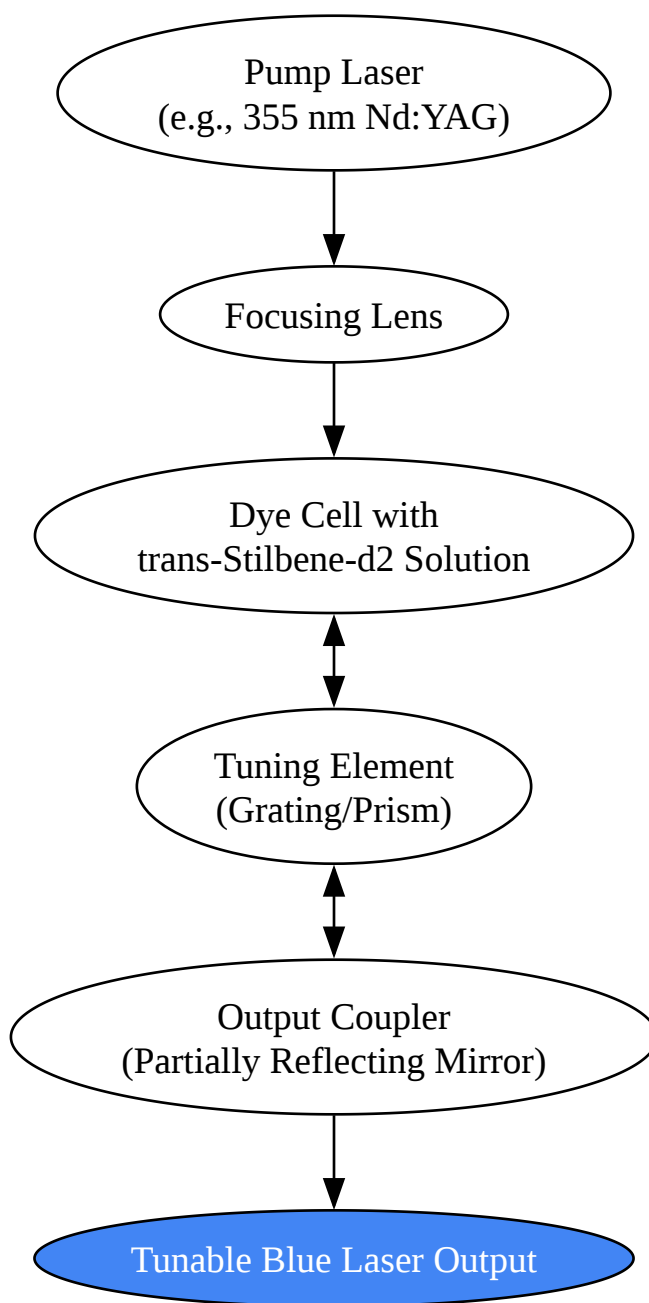 Pump Laser
(e.g., 355 nm Nd:YAG)
Focusing Lens
Dye Cell with
trans-Stilbene-d2 Solution
Tuning Element
(Grating/Prism)
Output Coupler
(Partially Reflecting Mirror)
Tunable Blue Laser Output